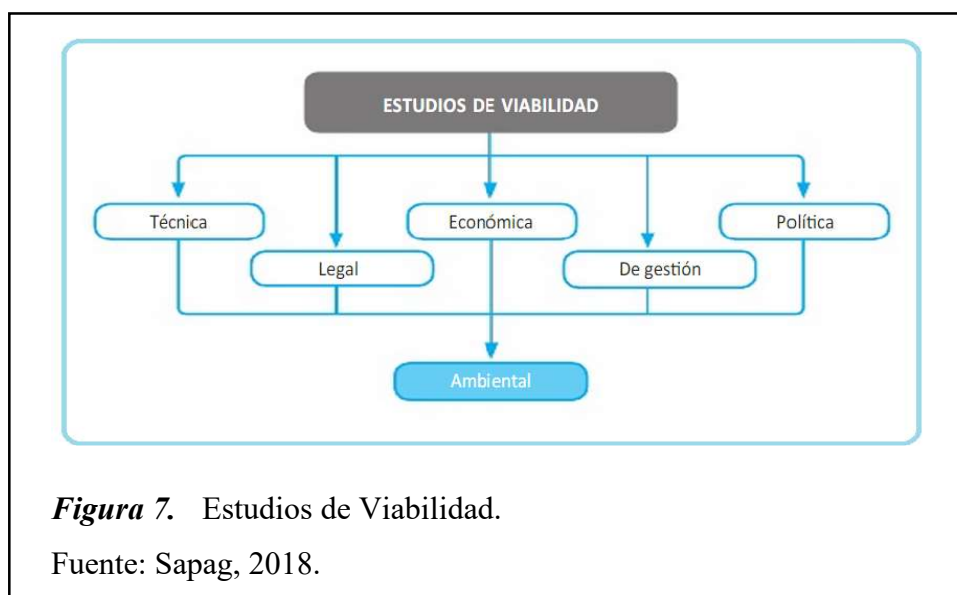 ESTUDIOS DE VIABILIDAD
Técnica
Económica
Política
Legal
De gestión
Ambiental
Figura 7. Estudios de Viabilidad.
Fuente: Sapag, 2018.